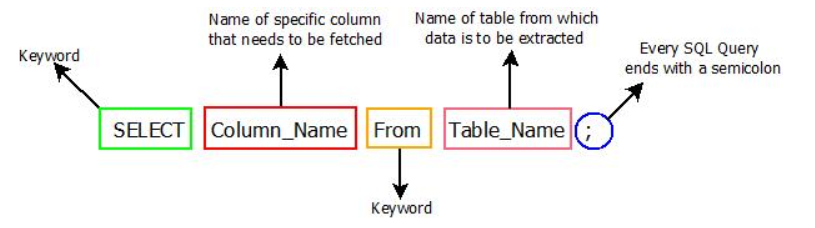 Name of specific column
that needs to be fetched
Name of table from which
data is to be extracted
Every SQL Query
ends with a semicolon
Keyword
SELECT Column_Name From Table_Name ;
Keyword